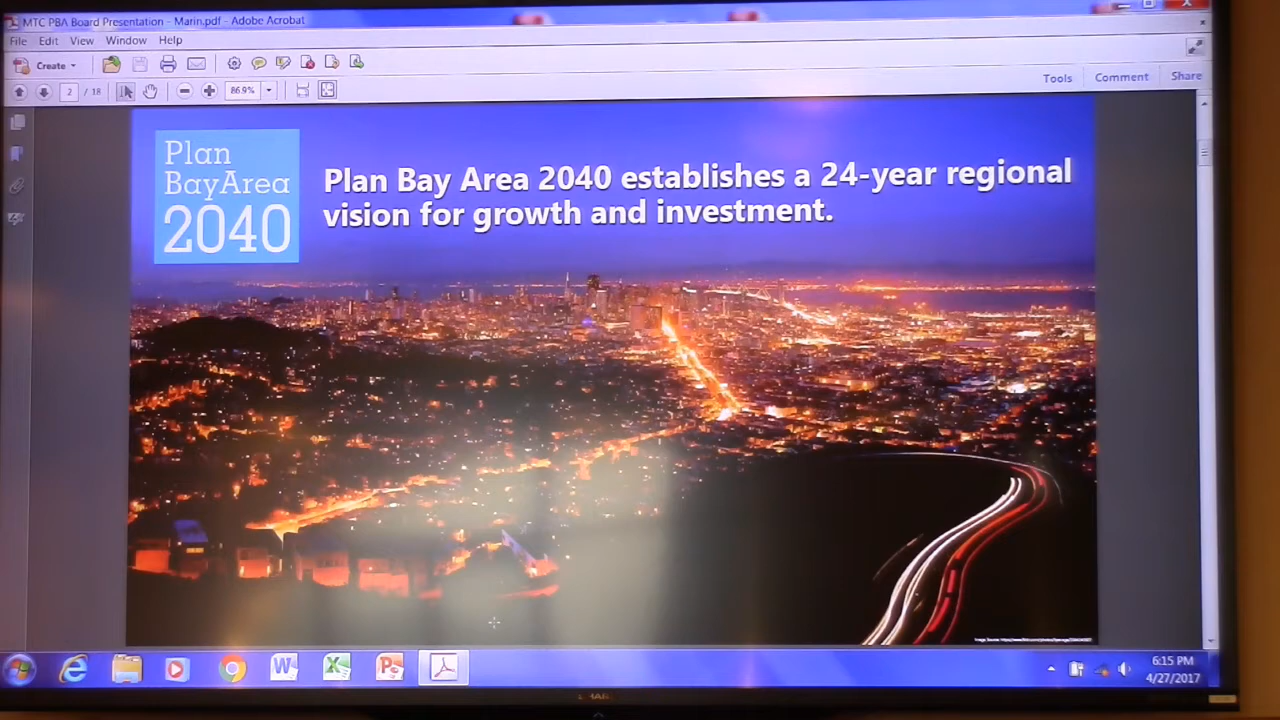 MTC PBA Board Presentation - Marin.pdf - Adobe Acrobat
File Edit View Window Help
Create
2 / 18
86.9%
Tools Comment Share
Plan
BayArea
2040
Plan Bay Area 2040 establishes a 24-year regional
vision for growth and investment.
6:15 PM
4/27/2017